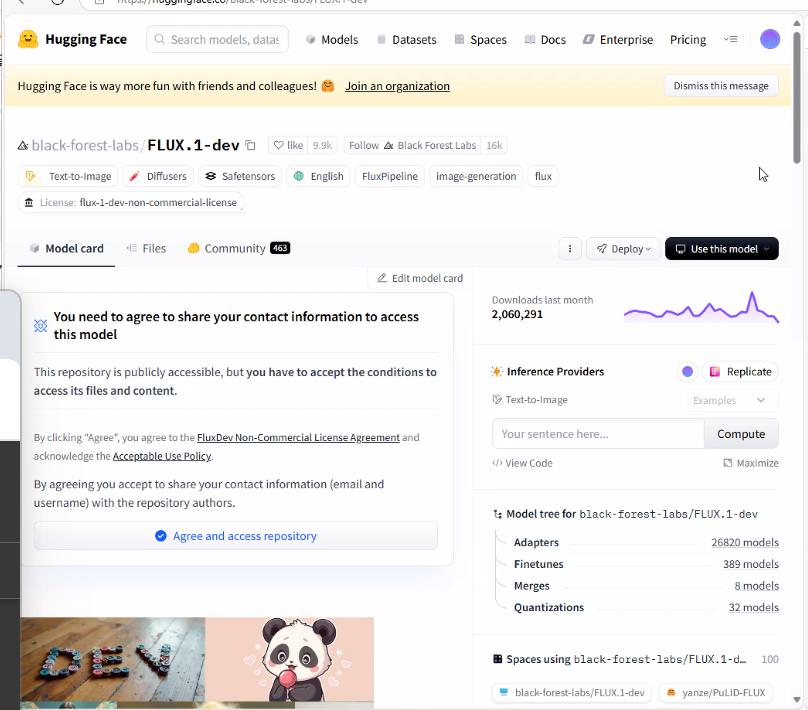 https://huggingface.co/black-forest-labs/FLUX.1-dev
Hugging Face
Search models, datas
Models
Datasets
Spaces
Docs
Enterprise
Pricing
Hugging Face is way more fun with friends and colleagues! 🤗 Join an organization
Dismiss this message
black-forest-labs/FLUX.1-dev
like 9.9k
Follow Black Forest Labs 16k
Text-to-Image
Diffusers
Safetensors
English
FluxPipeline
image-generation
flux
License: flux-1-dev-non-commercial-license
Model card
Files
Community 463
Deploy
Use this model
Edit model card
You need to agree to share your contact information to access
this model
This repository is publicly accessible, but you have to accept the conditions to
access its files and content.
By clicking "Agree", you agree to the FluxDev Non-Commercial License Agreement and
acknowledge the Acceptable Use Policy.
By agreeing you accept to share your contact information (email and
username) with the repository authors.
Agree and access repository
DEV
Downloads last month
2,060,291
Inference Providers
Replicate
Text-to-Image
Examples
Your sentence here...
Compute
View Code
Maximize
Model tree for black-forest-labs/FLUX.1-dev
Adapters 26820 models
Finetunes 389 models
Merges 8 models
Quantizations 32 models
Spaces using black-forest-labs/FLUX.1-d… 100
black-forest-labs/FLUX.1-dev
yanze/PuLID-FLUX